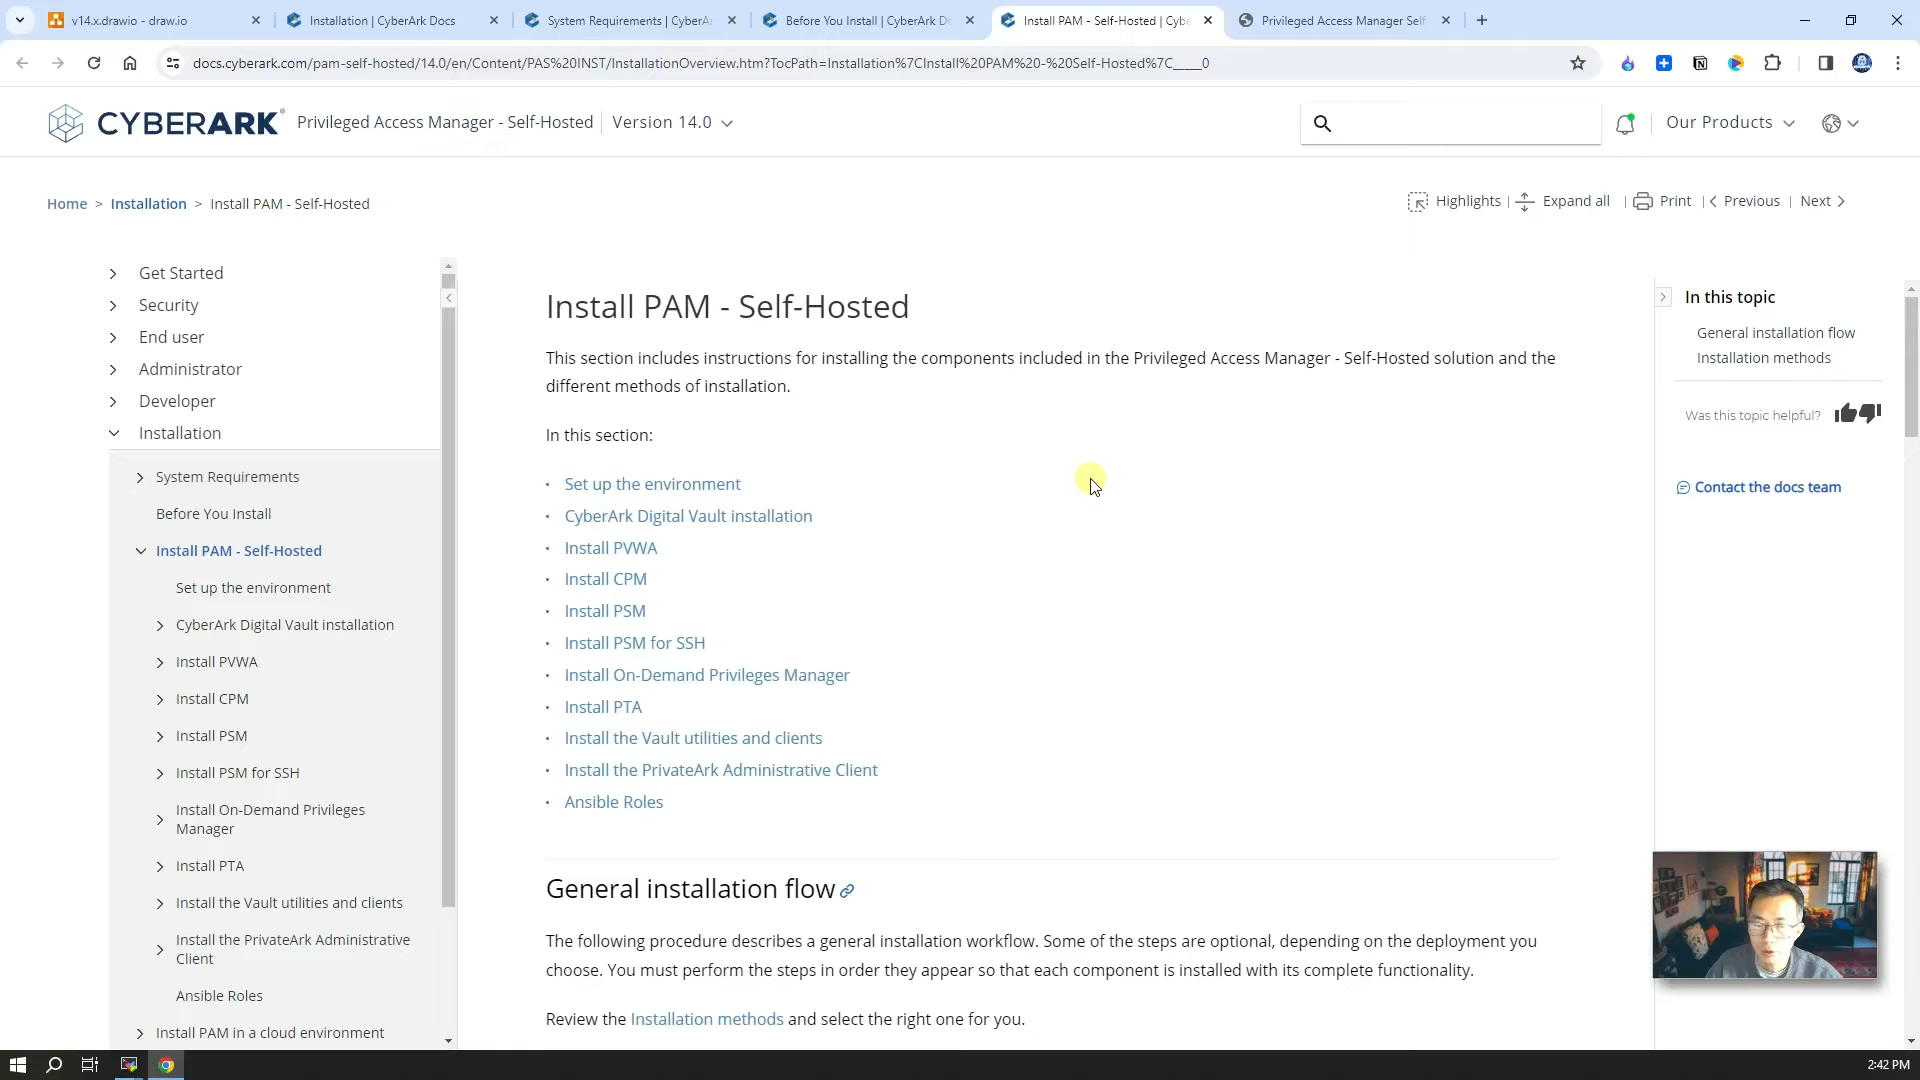 v14.x.drawio - draw.io
Installation | CyberArk Docs
System Requirements | CyberAr
Before You Install | CyberArk Do
Install PAM - Self-Hosted | Cybe
Privileged Access Manager Self
docs.cyberark.com/pam-self-hosted/14.0/en/Content/PAS%20INST/InstallationOverview.htm?TocPath=Installation%7CInstall%20PAM%20-%20Self-Hosted%7C_____0
CYBERARK®
Privileged Access Manager - Self-Hosted
Version 14.0
Our Products
Home > Installation > Install PAM - Self-Hosted
Highlights | Expand all | Print | Previous | Next
Get Started
Security
End user
Administrator
Developer
Installation
System Requirements
Before You Install
Install PAM - Self-Hosted
Set up the environment
CyberArk Digital Vault installation
Install PVWA
Install CPM
Install PSM
Install PSM for SSH
Install On-Demand Privileges
Manager
Install PTA
Install the Vault utilities and clients
Install the PrivateArk Administrative
Client
Ansible Roles
Install PAM in a cloud environment
Install PAM - Self-Hosted
This section includes instructions for installing the components included in the Privileged Access Manager - Self-Hosted solution and the
different methods of installation.
In this section:
• Set up the environment
• CyberArk Digital Vault installation
• Install PVWA
• Install CPM
• Install PSM
• Install PSM for SSH
• Install On-Demand Privileges Manager
• Install PTA
• Install the Vault utilities and clients
• Install the PrivateArk Administrative Client
• Ansible Roles
General installation flow
The following procedure describes a general installation workflow. Some of the steps are optional, depending on the deployment you
choose. You must perform the steps in order they appear so that each component is installed with its complete functionality.
Review the Installation methods and select the right one for you.
In this topic
General installation flow
Installation methods
Was this topic helpful?
Contact the docs team
2:42 PM